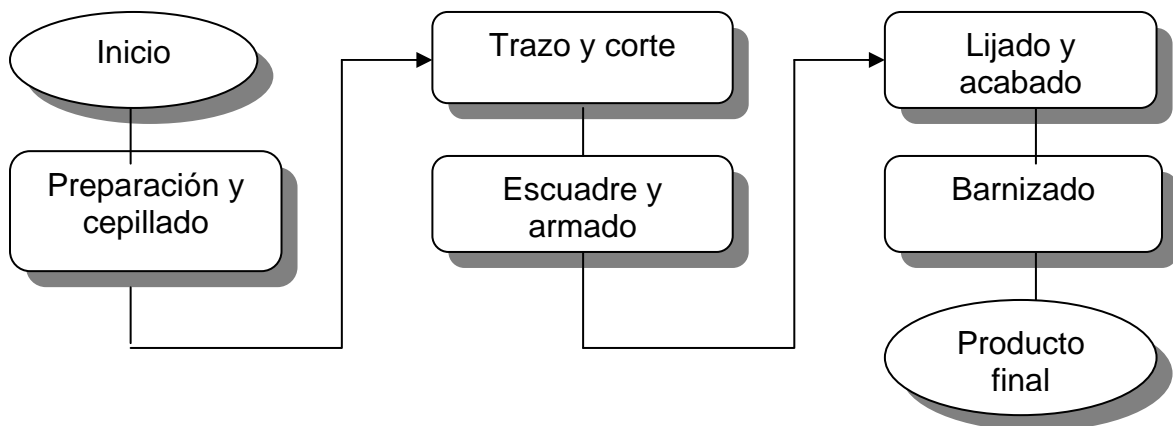 Inicio
Preparación y
cepillado
Trazo y corte
Escuadre y
armado
Lijado y
acabado
Barnizado
Producto
final